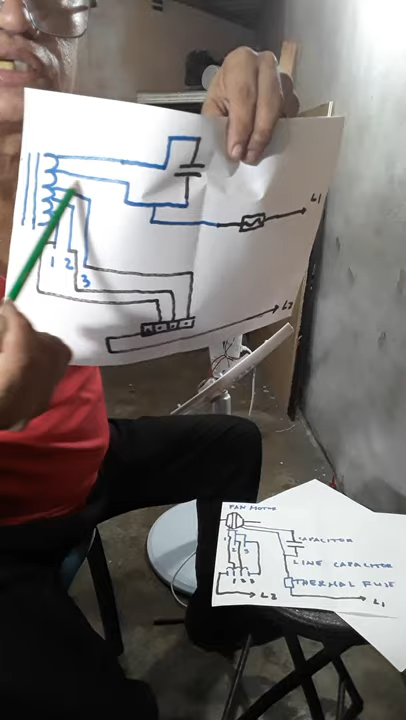 L1
1
2
3
L2
FAN MOTOR
CAPACITOR
LINE CAPACITOR
THERMAL FUSE
L1
1 2 3
L2